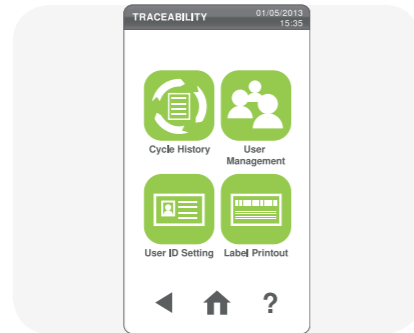 TRACEABILITY 01/05/2013
15:35
Cycle History User
Management
User ID Setting Label Printout
?